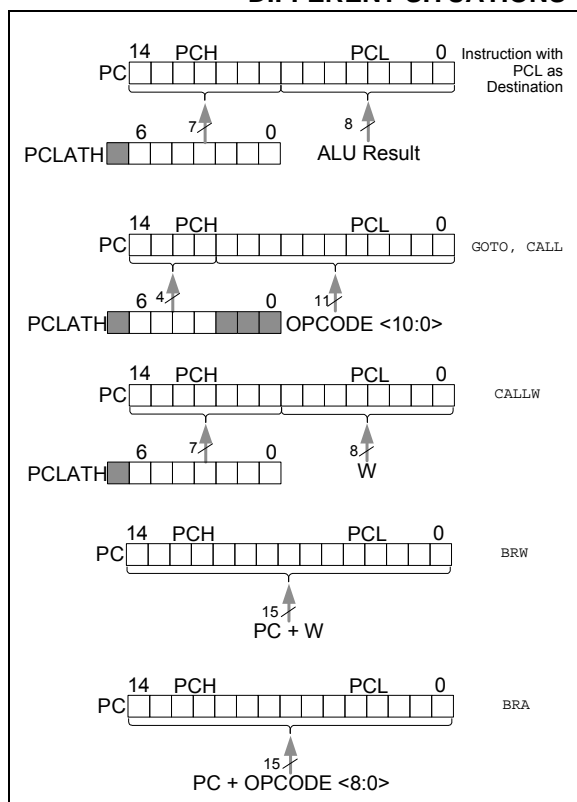 DIFFERENT SITUATIONS
14 PCH PCL 0
PC
Instruction with
PCL as
Destination
7
8
6 0
PCLATH
ALU Result
14 PCH PCL 0
PC
GOTO, CALL
4
11
6 0
PCLATH
OPCODE <10:0>
14 PCH PCL 0
PC
CALLW
7
8
6 0
PCLATH
W
14 PCH PCL 0
PC
BRW
15
PC + W
14 PCH PCL 0
PC
BRA
15
PC + OPCODE <8:0>